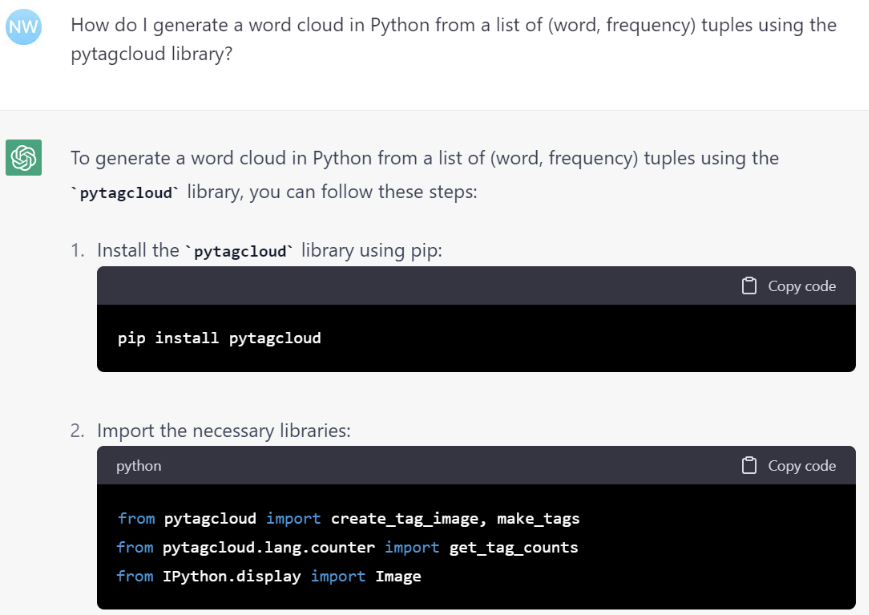 NW
How do I generate a word cloud in Python from a list of (word, frequency) tuples using the
pytagcloud library?
To generate a word cloud in Python from a list of (word, frequency) tuples using the
`pytagcloud` library, you can follow these steps:
1. Install the `pytagcloud` library using pip:
Copy code
pip install pytagcloud
2. Import the necessary libraries:
python Copy code
from pytagcloud import create_tag_image, make_tags
from pytagcloud.lang.counter import get_tag_counts
from IPython.display import Image